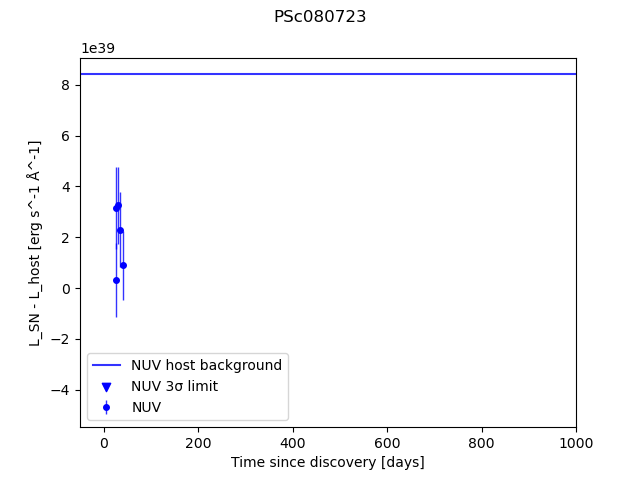 PSc080723
1e39
8
6
4
2
0
−2
−4
L_SN - L_host [erg s^-1 Å^-1]
NUV host background
NUV 3σ limit
NUV
0 200 400 600 800 1000
Time since discovery [days]